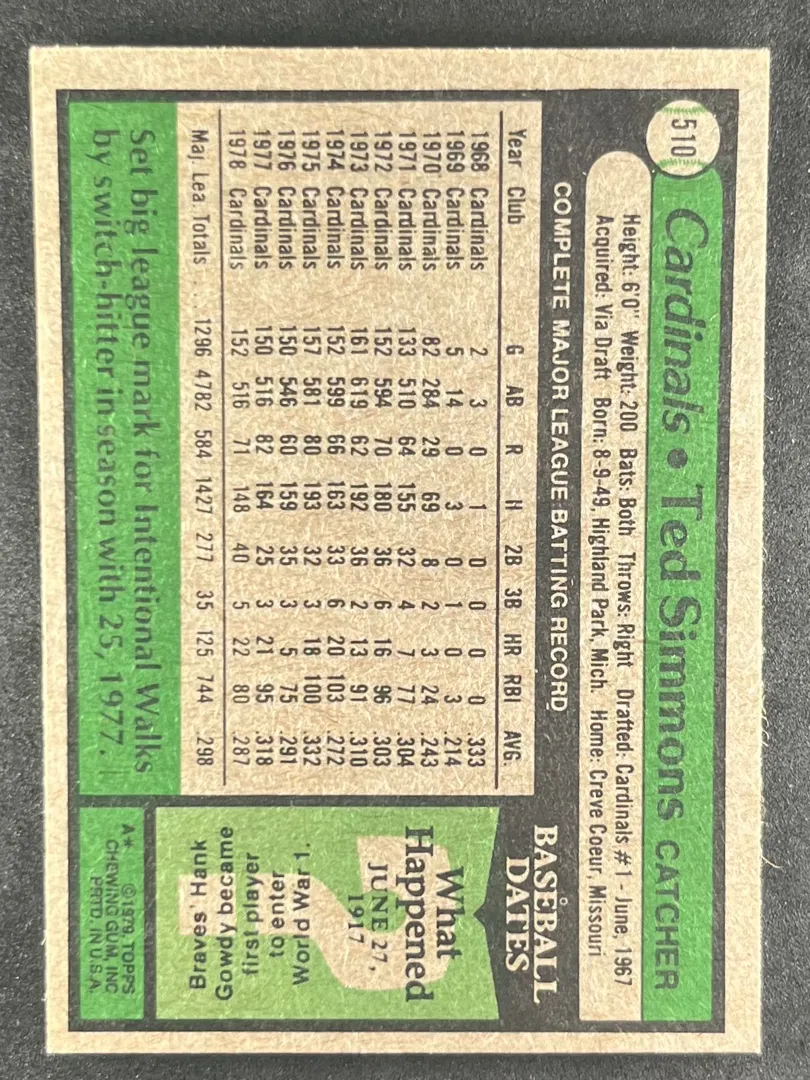 510
Cardinals • Ted Simmons CATCHER
Height: 6'0" Weight: 200 Bats: Both Throws: Right Drafted: Cardinals #1 - June, 1967
Acquired: Via Draft Born: 8-9-49, Highland Park, Mich. Home: Creve Coeur, Missouri
COMPLETE MAJOR LEAGUE BATTING RECORD
Year Club G AB R H 2B 3B HR RBI AVG.
1968 Cardinals 2 3 0 1 0 0 0 0 .333
1969 Cardinals 5 14 0 3 0 1 0 3 .214
1970 Cardinals 82 284 29 69 8 2 3 24 .243
1971 Cardinals 133 510 64 155 32 4 7 77 .304
1972 Cardinals 152 594 70 180 36 6 16 96 .303
1973 Cardinals 161 619 62 192 36 2 13 91 .310
1974 Cardinals 152 599 66 163 33 6 20 103 .272
1975 Cardinals 157 581 80 193 32 3 18 100 .332
1976 Cardinals 150 546 60 159 35 3 5 75 .291
1977 Cardinals 150 516 82 164 25 3 21 95 .318
1978 Cardinals 152 516 71 148 40 5 22 80 .287
Maj. Lea. Totals . . . 1296 4782 584 1427 277 35 125 744 .298
Set big league mark for Intentional Walks
by switch-hitter in season with 25, 1977.
BASEBALL
DATES
What
Happened
JUNE 27,
1917
?
Braves' Hank
Gowdy became
first player
to enter
World War 1.
A* © 1979, TOPPS
CHEWING GUM, INC
PRTD. IN U.S.A.